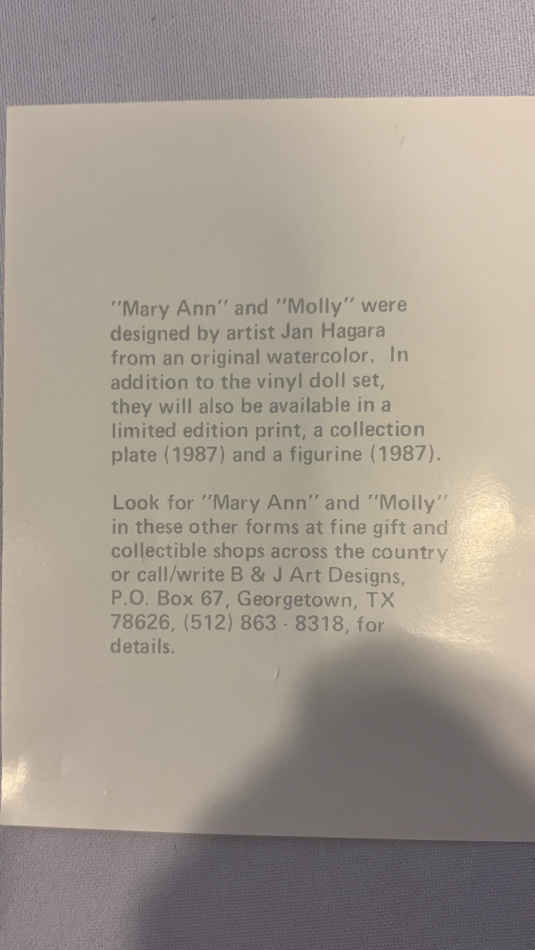 "Mary Ann" and "Molly" were
designed by artist Jan Hagara
from an original watercolor. In
addition to the vinyl doll set,
they will also be available in a
limited edition print, a collection
plate (1987) and a figurine (1987).
Look for "Mary Ann" and "Molly"
in these other forms at fine gift and
collectible shops across the country
or call/write B & J Art Designs,
P.O. Box 67, Georgetown, TX
78626, (512) 863 - 8318, for
details.